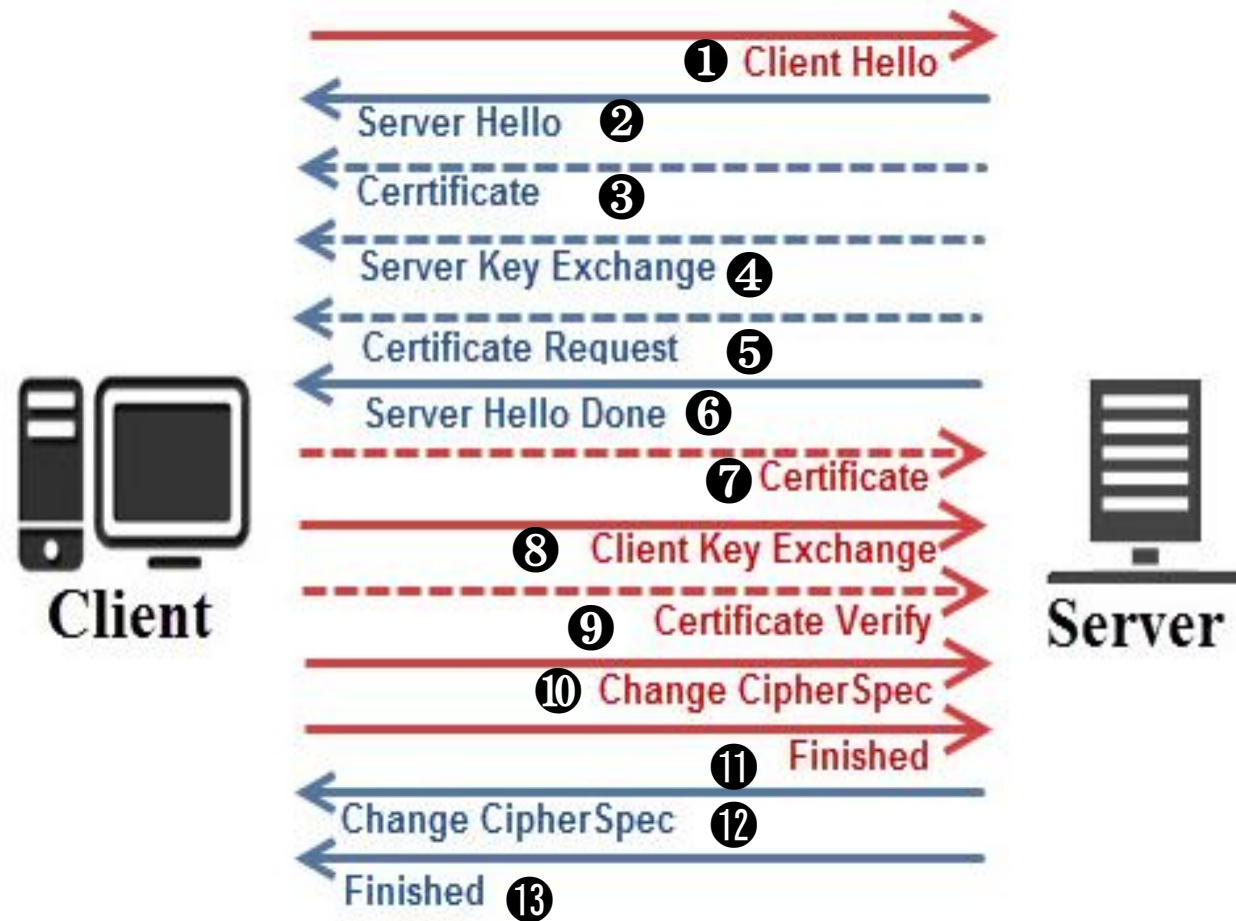 ❶ Client Hello
Server Hello ❷
Cerrtificate ❸
Server Key Exchange ❹
Certificate Request ❺
Server Hello Done ❻
❼ Certificate
❽ Client Key Exchange
❾ Certificate Verify
❿ Change CipherSpec
Finished
⓫
Change CipherSpec ⓬
Finished ⓭
Client
Server